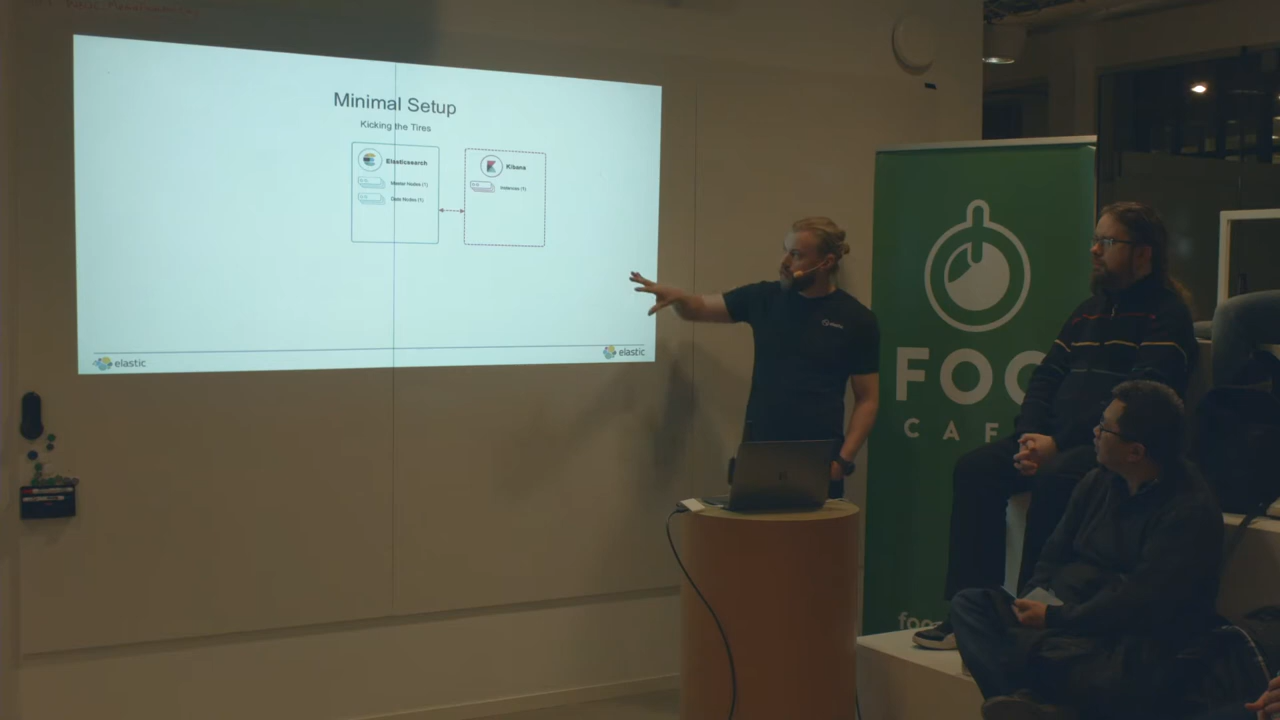 Minimal Setup
Kicking the Tires
Elasticsearch
Master Nodes (1)
Data Nodes (1)
Kibana
Instances (1)
elastic
elastic
FOO
CAF
foo